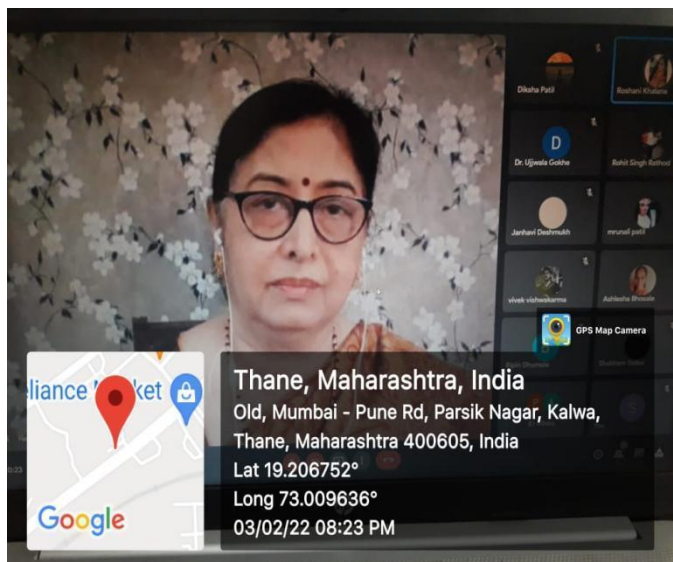 Diksha Patil
Roshani Khalane
Dr. Ujjwala Gokhe
D
Rohit Singh Rathod
Janhavi Deshmukh
mrunali patil
vivek vishwakarma
Ashlesha Bhosale
GPS Map Camera
Market
Google
Thane, Maharashtra, India
Old, Mumbai - Pune Rd, Parsik Nagar, Kalwa,
Thane, Maharashtra 400605, India
Lat 19.206752°
Long 73.009636°
03/02/22 08:23 PM